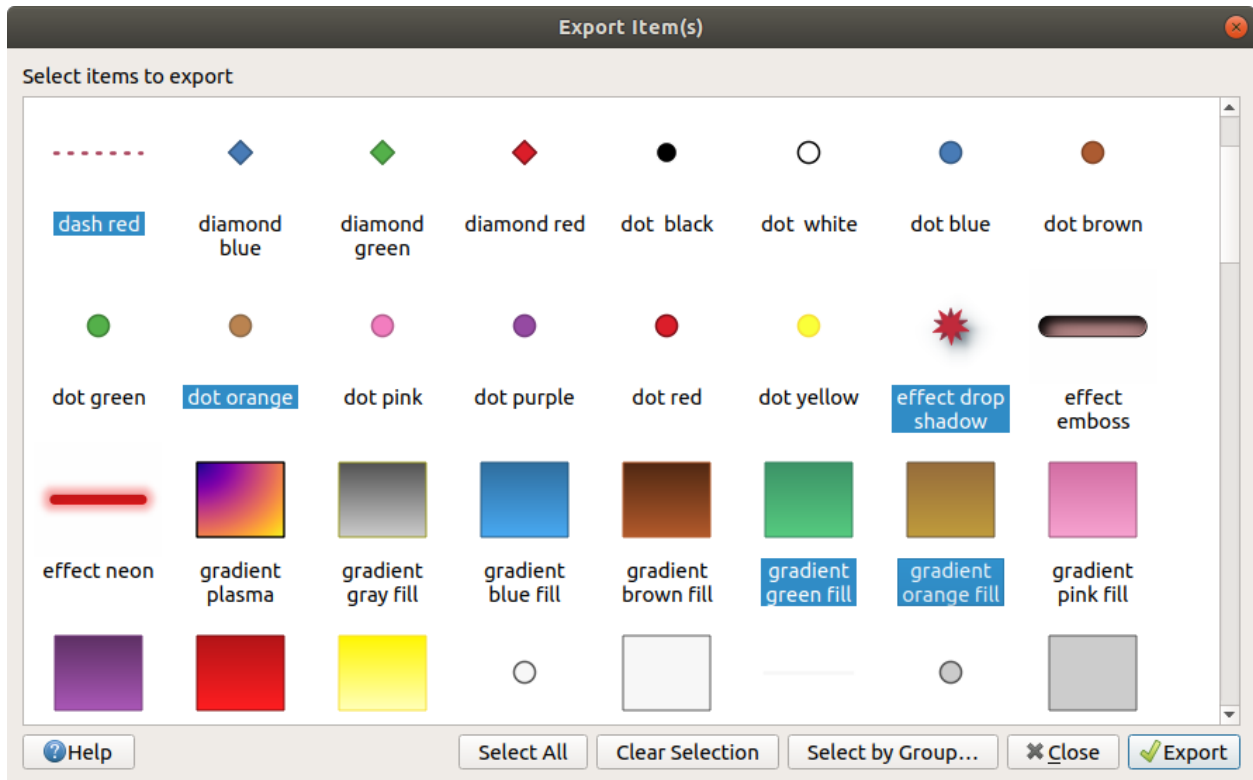 Export Item(s)
Select items to export
dash red
diamond
blue
diamond
green
diamond red
dot  black
dot  white
dot blue
dot brown
dot green
dot orange
dot pink
dot purple
dot red
dot yellow
effect drop
shadow
effect
emboss
effect neon
gradient
plasma
gradient
gray fill
gradient
blue fill
gradient
brown fill
gradient
green fill
gradient
orange fill
gradient
pink fill
Help
Select All
Clear Selection
Select by Group...
Close
Export